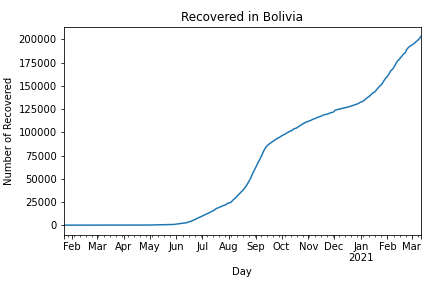 Recovered in Bolivia
Number of Recovered
200000
175000
150000
125000
100000
75000
50000
25000
0
Feb Mar Apr May Jun Jul Aug Sep Oct Nov Dec Jan Feb Mar
2021
Day